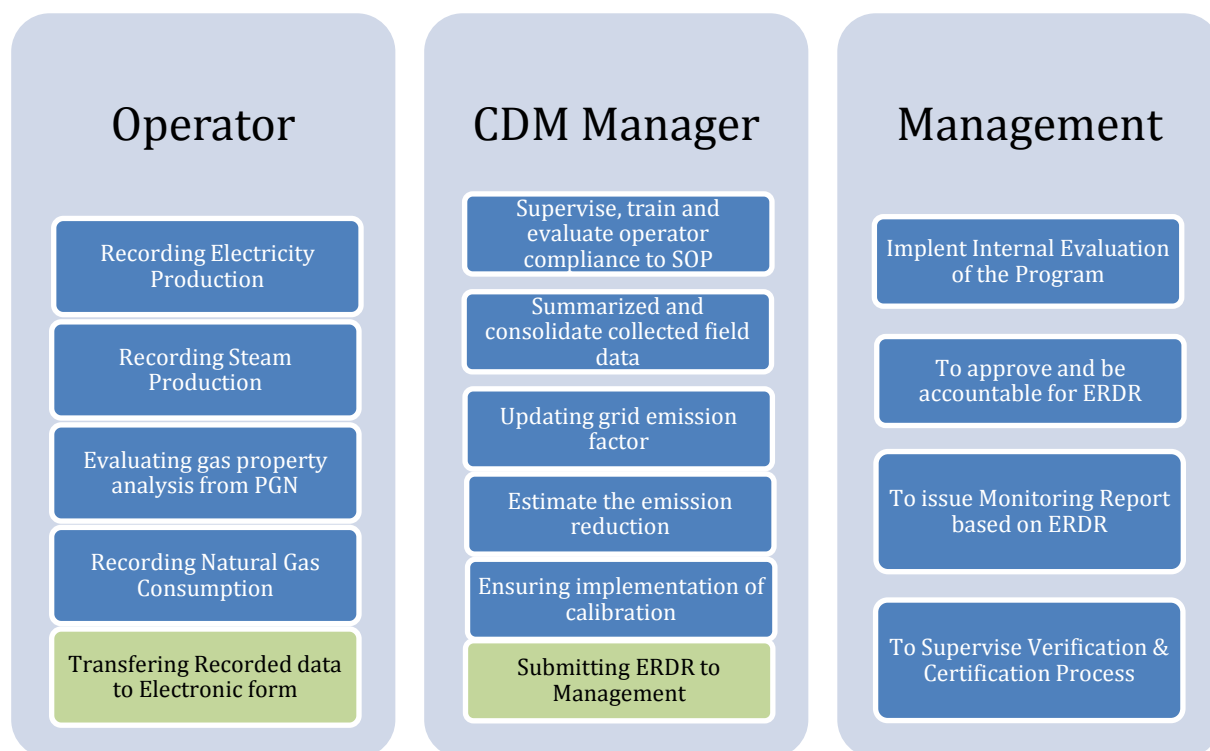 Operator
Recording Electricity
Production
Recording Steam
Production
Evaluating gas property
analysis from PGN
Recording Natural Gas
Consumption
Transfering Recorded data
to Electronic form
CDM Manager
Supervise, train and
evaluate operator
compliance to SOP
Summarized and
consolidate collected field
data
Updating grid emission
factor
Estimate the emission
reduction
Ensuring implementation of
calibration
Submitting ERDR to
Management
Management
Implent Internal Evaluation
of the Program
To approve and be
accountable for ERDR
To issue Monitoring Report
based on ERDR
To Supervise Verification &
Certification Process